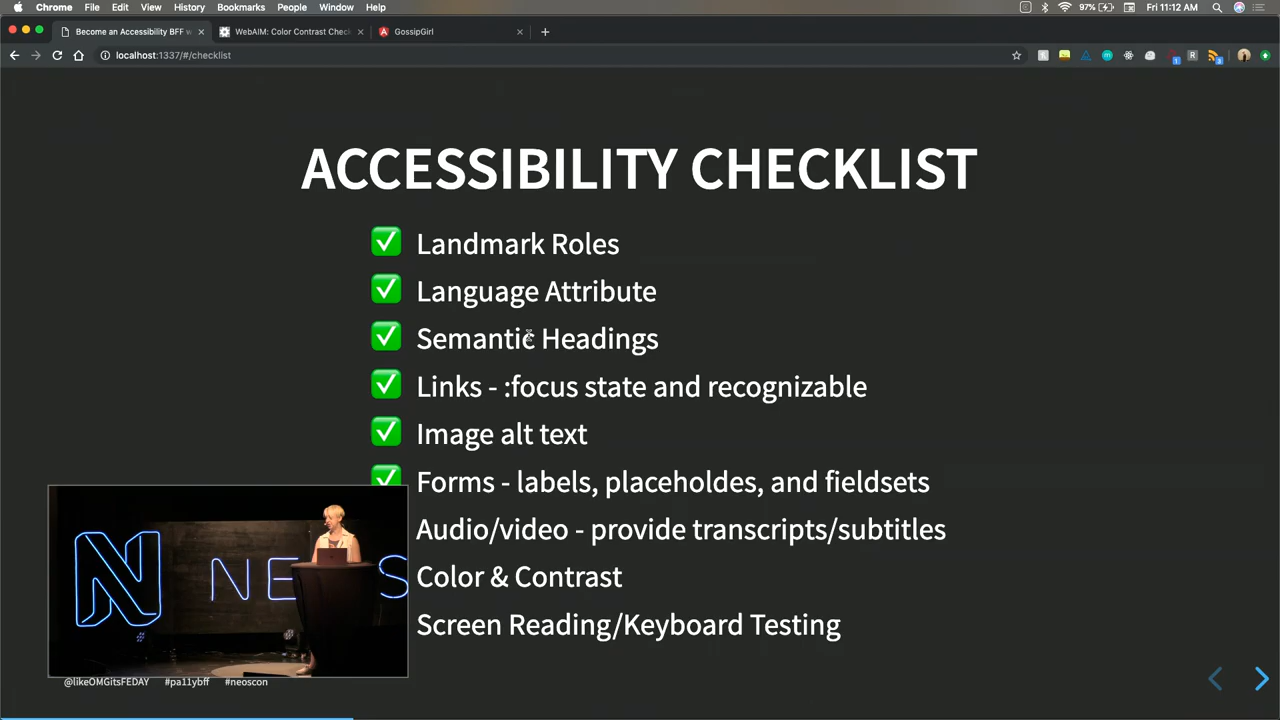 Chrome File Edit View History Bookmarks People Window Help 97% Fri 11:12 AM
Become an Accessibility BFF w WebAIM: Color Contrast Chec GossipGirl
localhost:1337/#/checklist
ACCESSIBILITY CHECKLIST
Landmark Roles
Language Attribute
Semantic Headings
Links - :focus state and recognizable
Image alt text
Forms - labels, placeholdes, and fieldsets
Audio/video - provide transcripts/subtitles
Color & Contrast
Screen Reading/Keyboard Testing
N NE S
@likeOMGitsFEDAY #pa11ybff #neoscon